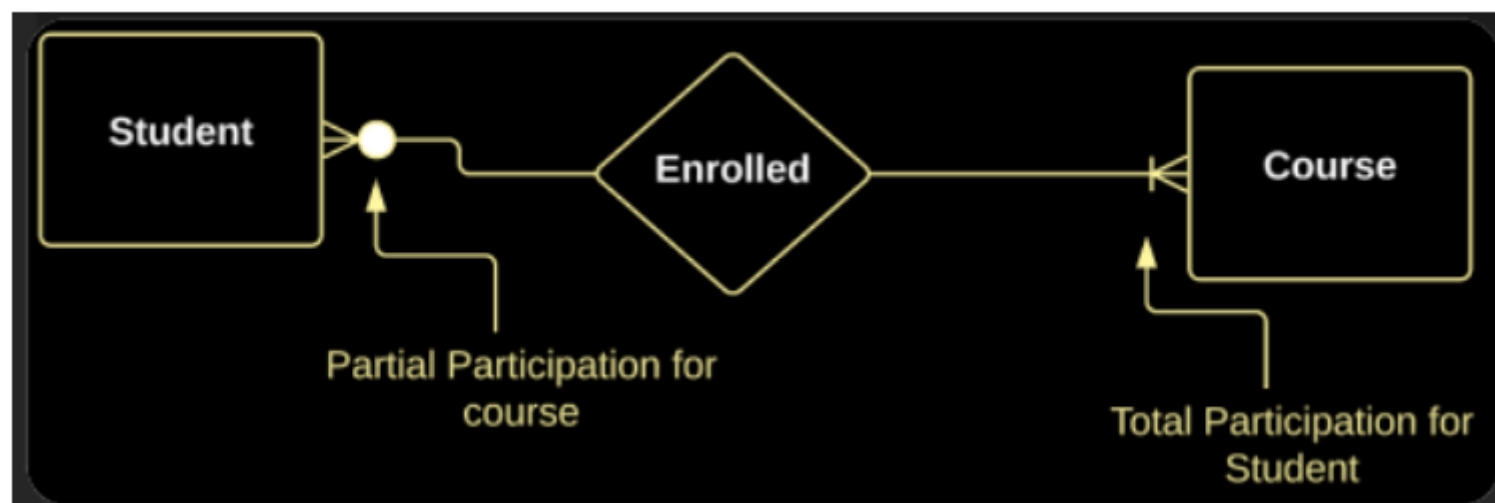 Student
Enrolled
Course
Partial Participation for
course
Total Participation for
Student